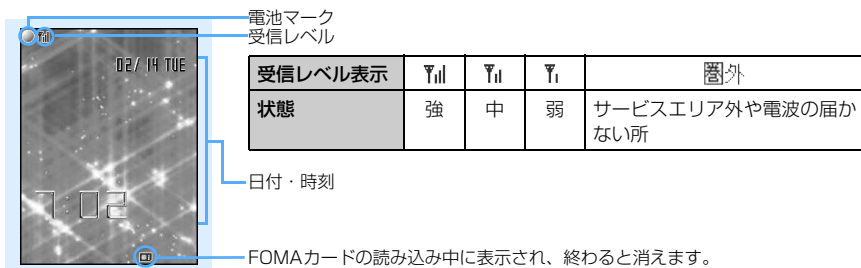 電池マーク
受信レベル
02/ 14 TUE
受信レベル表示 圏外
状態 強 中 弱 サービスエリア外や電波の届か
ない所
日付・時刻
7:02
FOMAカードの読み込み中に表示され、終わると消えます。